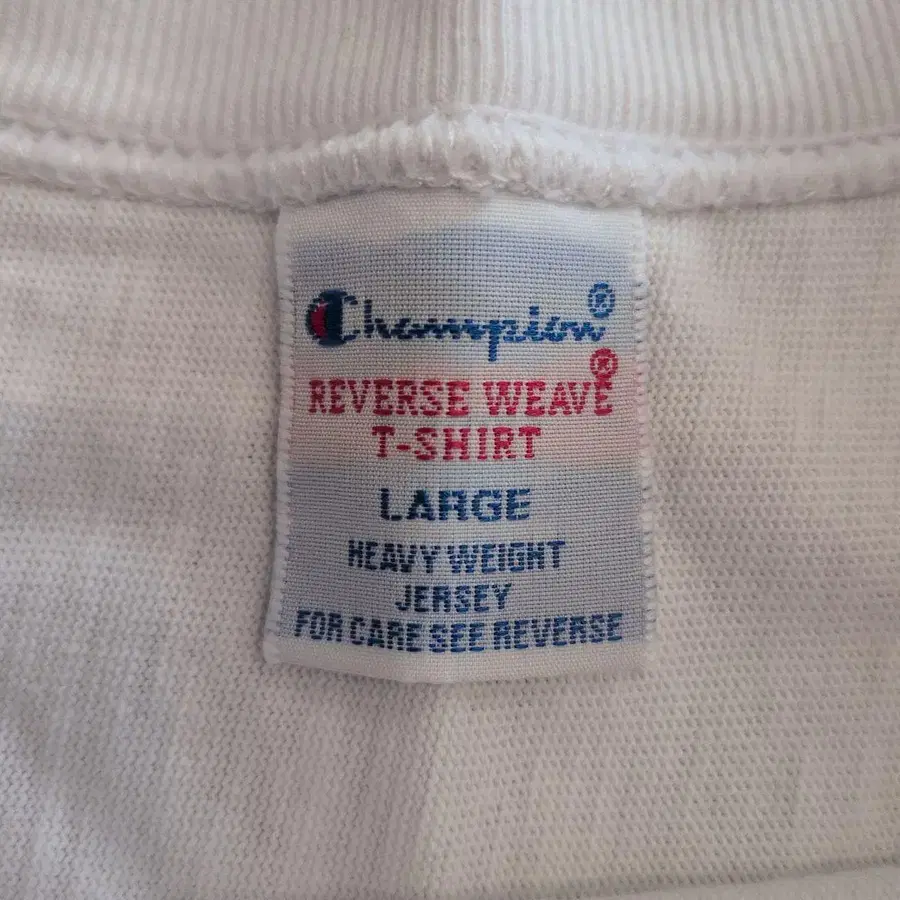 Champion®
REVERSE WEAVE®
T-SHIRT
LARGE
HEAVY WEIGHT
JERSEY
FOR CARE SEE REVERSE